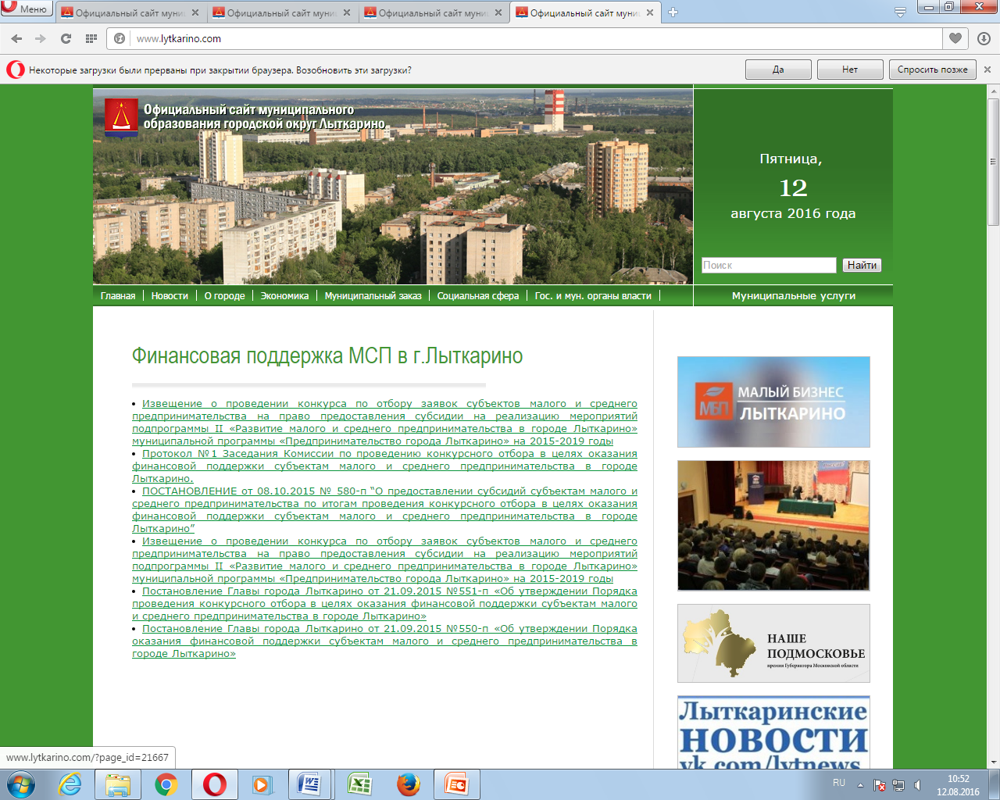 Меню
Официальный сайт муни
Официальный сайт муни
Официальный сайт муни
Официальный сайт муни
www.lytkarino.com
Некоторые загрузки были прерваны при закрытии браузера. Возобновить эти загрузки?
Да
Нет
Спросить позже
Официальный сайт муниципального
образования городской округ Лыткарино
Пятница,
12
августа 2016 года
Поиск
Найти
Главная
Новости
О городе
Экономика
Муниципальный заказ
Социальная сфера
Гос. и мун. органы власти
Муниципальные услуги
Финансовая поддержка МСП в г.Лыткарино
• Извещение о проведении конкурса по отбору заявок субъектов малого и среднего
предпринимательства на право предоставления субсидии на реализацию мероприятий
подпрограммы II «Развитие малого и среднего предпринимательства в городе Лыткарино»
муниципальной программы «Предпринимательство города Лыткарино» на 2015-2019 годы
• Протокол №1 Заседания Комиссии по проведению конкурсного отбора в целях оказания
финансовой поддержки субъектам малого и среднего предпринимательства в городе
Лыткарино.
• ПОСТАНОВЛЕНИЕ от 08.10.2015 № 580-п “О предоставлении субсидий субъектам малого и
среднего предпринимательства по итогам проведения конкурсного отбора в целях оказания
финансовой поддержки субъектам малого и среднего предпринимательства в городе
Лыткарино”
• Извещение о проведении конкурса по отбору заявок субъектов малого и среднего
предпринимательства на право предоставления субсидии на реализацию мероприятий
подпрограммы II «Развитие малого и среднего предпринимательства в городе Лыткарино»
муниципальной программы «Предпринимательство города Лыткарино» на 2015-2019 годы
• Постановление Главы города Лыткарино от 21.09.2015 №551-п «Об утверждении Порядка
проведения конкурсного отбора в целях оказания финансовой поддержки субъектам малого
и среднего предпринимательства в городе Лыткарино»
• Постановление Главы города Лыткарино от 21.09.2015 №550-п «Об утверждении Порядка
оказания финансовой поддержки субъектам малого и среднего предпринимательства в
городе Лыткарино»
МБП
МАЛЫЙ БИЗНЕС
ЛЫТКАРИНО
НАШЕ
ПОДМОСКОВЬЕ
премия Губернатора Московской области
Лыткаринские
НОВОСТИ
vk.com/lytnews
www.lytkarino.com/?page_id=21667
RU
10:52
12.08.2016